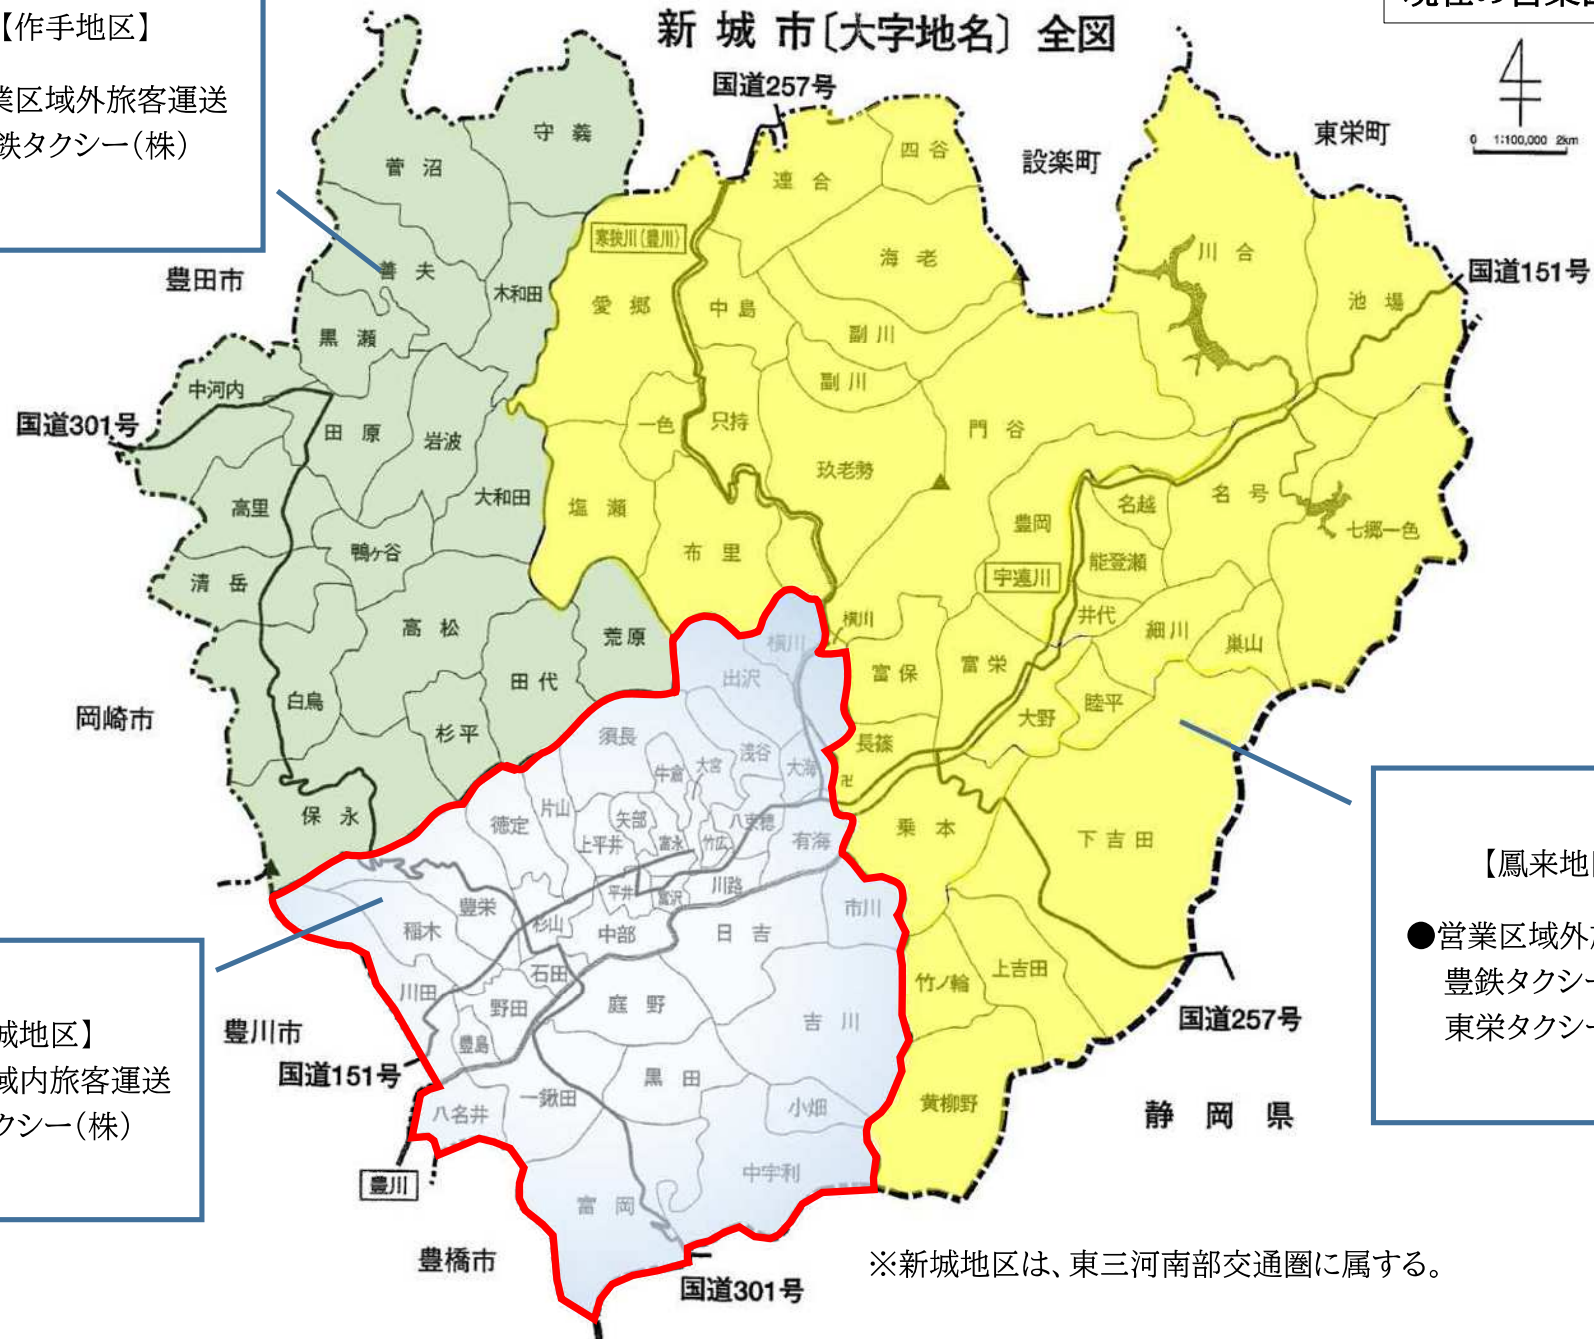 新城市〔大字地名〕全図
【作手地区】
業区域外旅客運送
鉄タクシー（株）
0 1:100,000 2km
国道257号
設楽町
東栄町
豊田市
国道151号
国道301号
岡崎市
守義
菅沼
善夫
木和田
黒瀬
中河内
田原
岩波
大和田
高里
鴨ヶ谷
清岳
高松
荒原
田代
白鳥
杉平
保永
四谷
連合
寒狭川(豊川)
海老
川合
愛郷
中島
池場
副川
副川
一色
只持
門谷
玖老勢
塩瀬
布里
豊岡
名越
名号
七郷一色
能登瀬
宇連川
井代
細川
巣山
横川
富保
富栄
大野
睦平
長篠
乗本
下吉田
竹ノ輪
上吉田
黄柳野
横川
出沢
須長
牛倉
大宮
浅谷
大海
片山
徳定
矢部
上平井
富永
竹広
八束穂
有海
平井
富沢
川路
市川
豊栄
稲木
杉山
中部
日吉
石田
川田
野田
庭野
吉川
豊島
黒田
一鍬田
小畑
八名井
中宇利
富岡
【鳳来地
●営業区域外
豊鉄タクシー
東栄タクシー
城地区】
域内旅客運送
クシー（株）
豊川市
国道151号
豊川
豊橋市
国道301号
国道257号
静岡県
※新城地区は、東三河南部交通圏に属する。